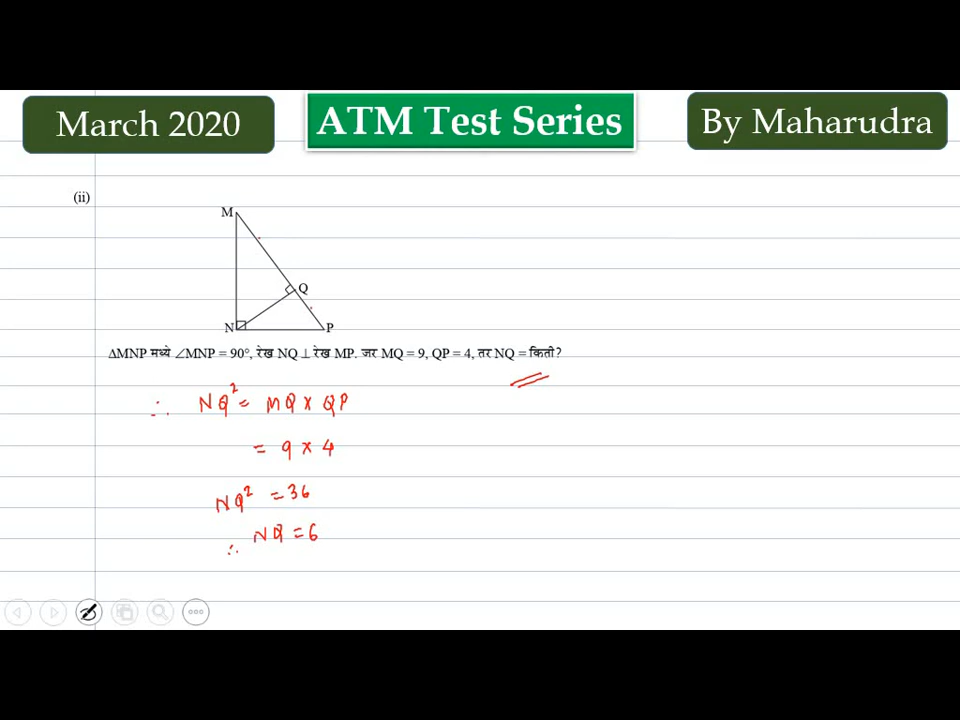 March 2020
ATM Test Series
By Maharudra
(ii)
M
Q
N
P
ΔMNP मध्ये ∠MNP = 90°, रेख NQ ⊥ रेख MP. जर MQ = 9, QP = 4, तर NQ = किती?
∴ NQ² = MQ × QP
= 9 × 4
NQ² = 36
∴ NQ = 6